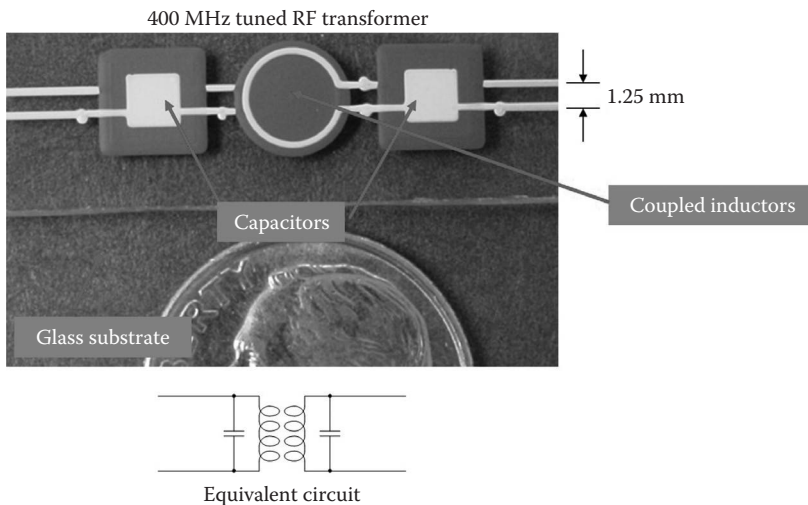 400 MHz tuned RF transformer
1.25 mm
Capacitors
Coupled inductors
Glass substrate
Equivalent circuit